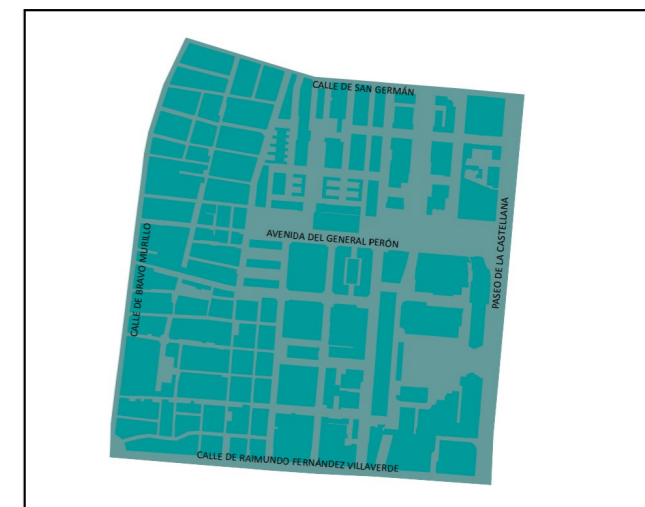 CALLE DE SAN GERMÁN
AVENIDA DEL GENERAL PERÓN
PASEO DE LA CASTELLANA
CALLE DE BRAVO MURILLO
CALLE DE RAIMUNDO FERNÁNDEZ VILLAVERDE